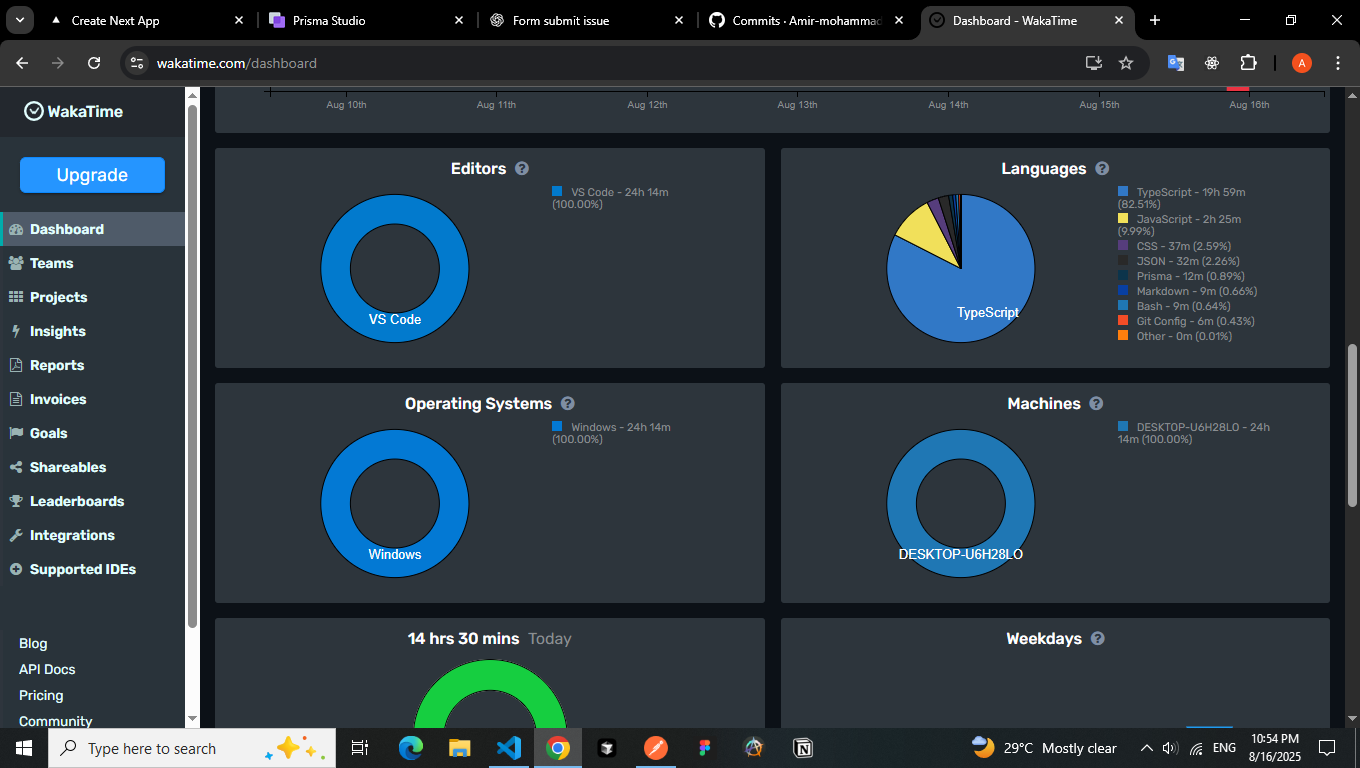 Create Next App
Prisma Studio
Form submit issue
Commits · Amir-mohammad
Dashboard - WakaTime
wakatime.com/dashboard
A
WakaTime
Upgrade
Dashboard
Teams
Projects
Insights
Reports
Invoices
Goals
Shareables
Leaderboards
Integrations
Supported IDEs
Blog
API Docs
Pricing
Community
Aug 10th
Aug 11th
Aug 12th
Aug 13th
Aug 14th
Aug 15th
Aug 16th
Editors
VS Code - 24h 14m
(100.00%)
VS Code
Languages
TypeScript - 19h 59m
(82.51%)
JavaScript - 2h 25m
(9.99%)
CSS - 37m (2.59%)
JSON - 32m (2.26%)
Prisma - 12m (0.89%)
Markdown - 9m (0.66%)
Bash - 9m (0.64%)
Git Config - 6m (0.43%)
Other - 0m (0.01%)
TypeScript
Operating Systems
Windows - 24h 14m
(100.00%)
Windows
Machines
DESKTOP-U6H28LO - 24h
14m (100.00%)
DESKTOP-U6H28LO
14 hrs 30 mins Today
Weekdays
Type here to search
29°C Mostly clear
ENG
10:54 PM
8/16/2025